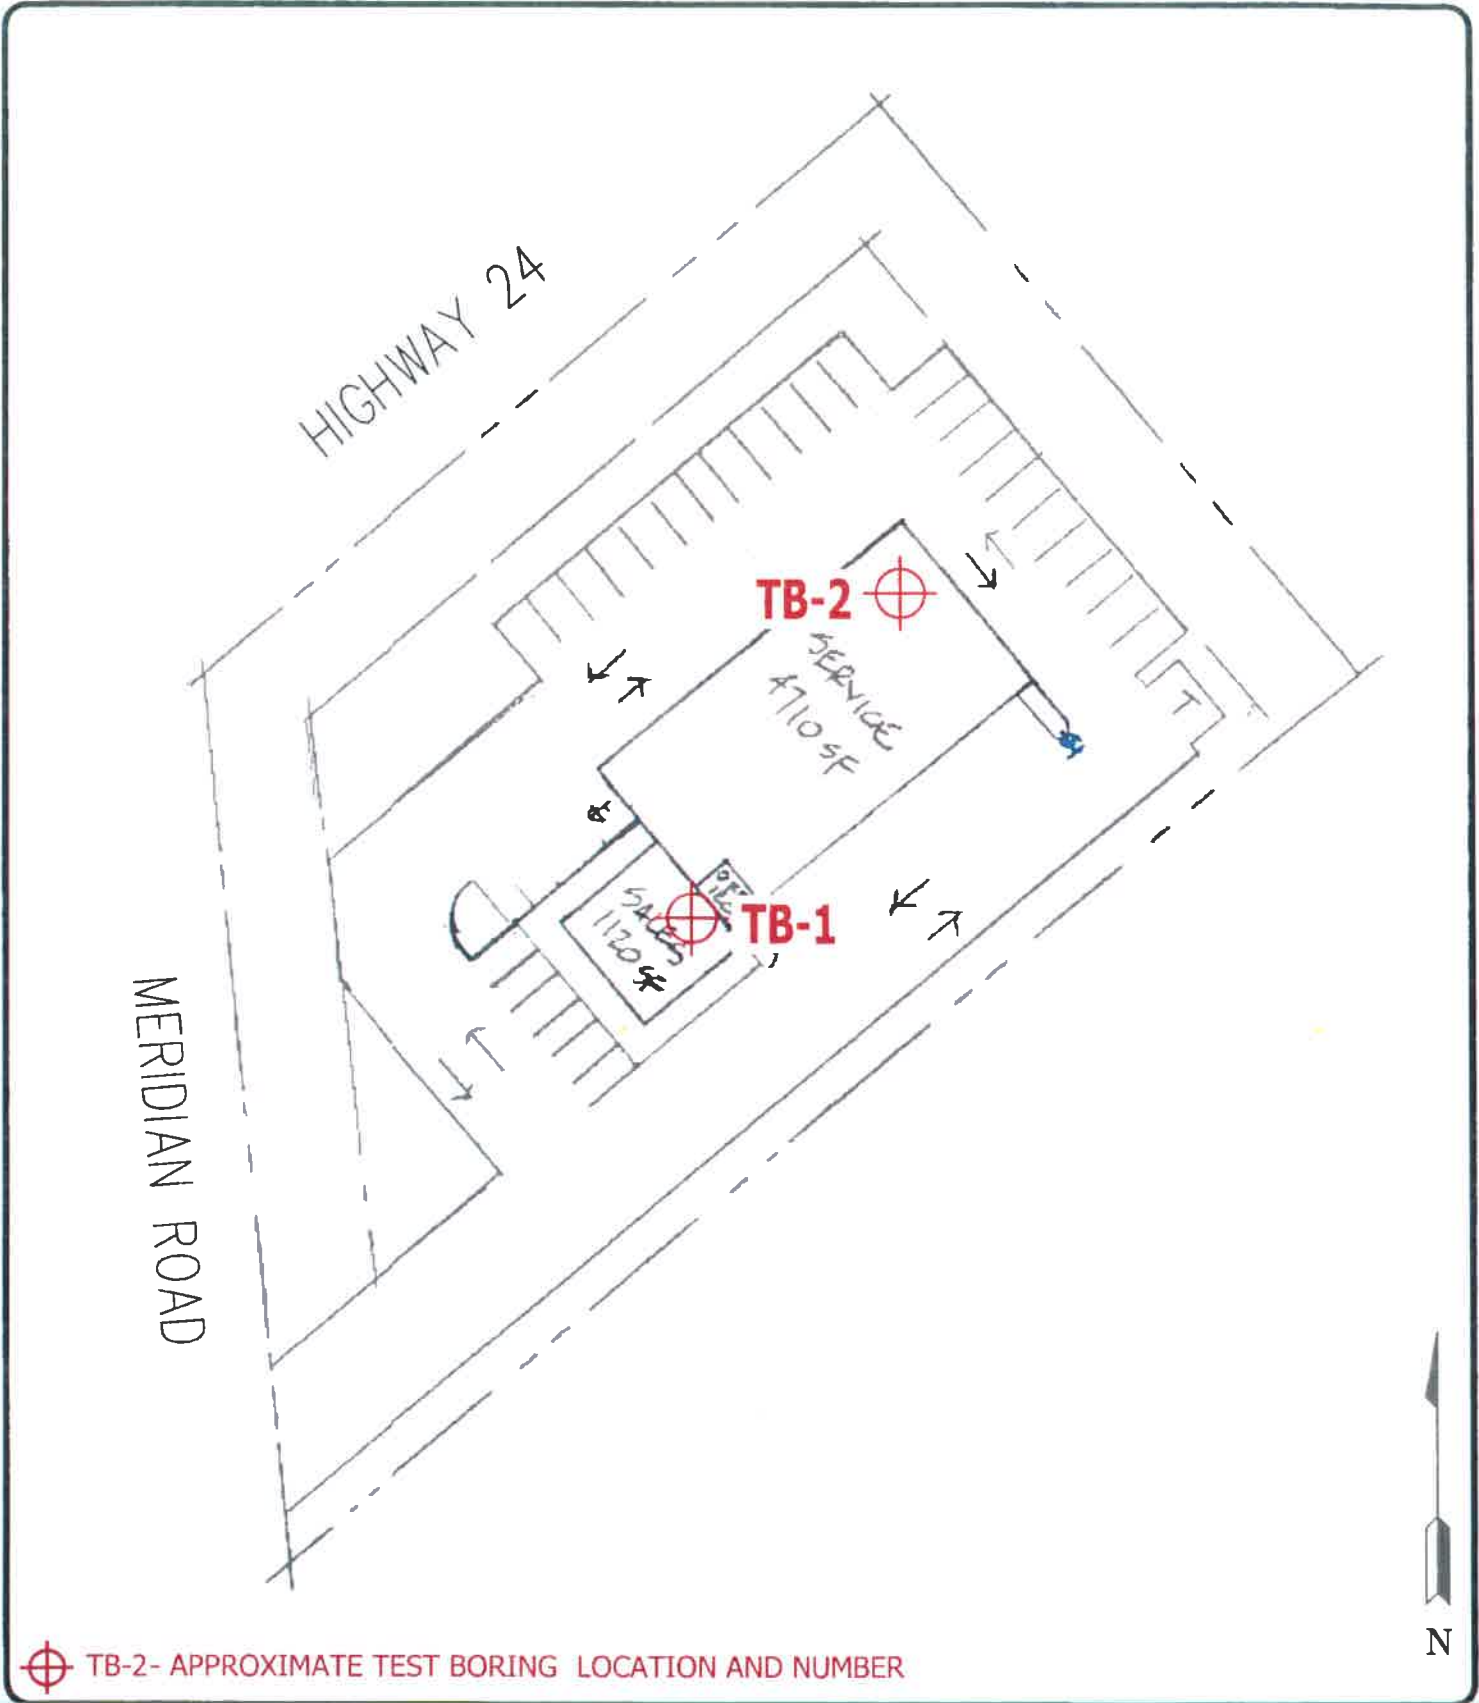 HIGHWAY 24
TB-2
SERVICE
4710 SF
T
SALES
1120 SF
TB-1
MERIDIAN ROAD
N
TB-2- APPROXIMATE TEST BORING LOCATION AND NUMBER